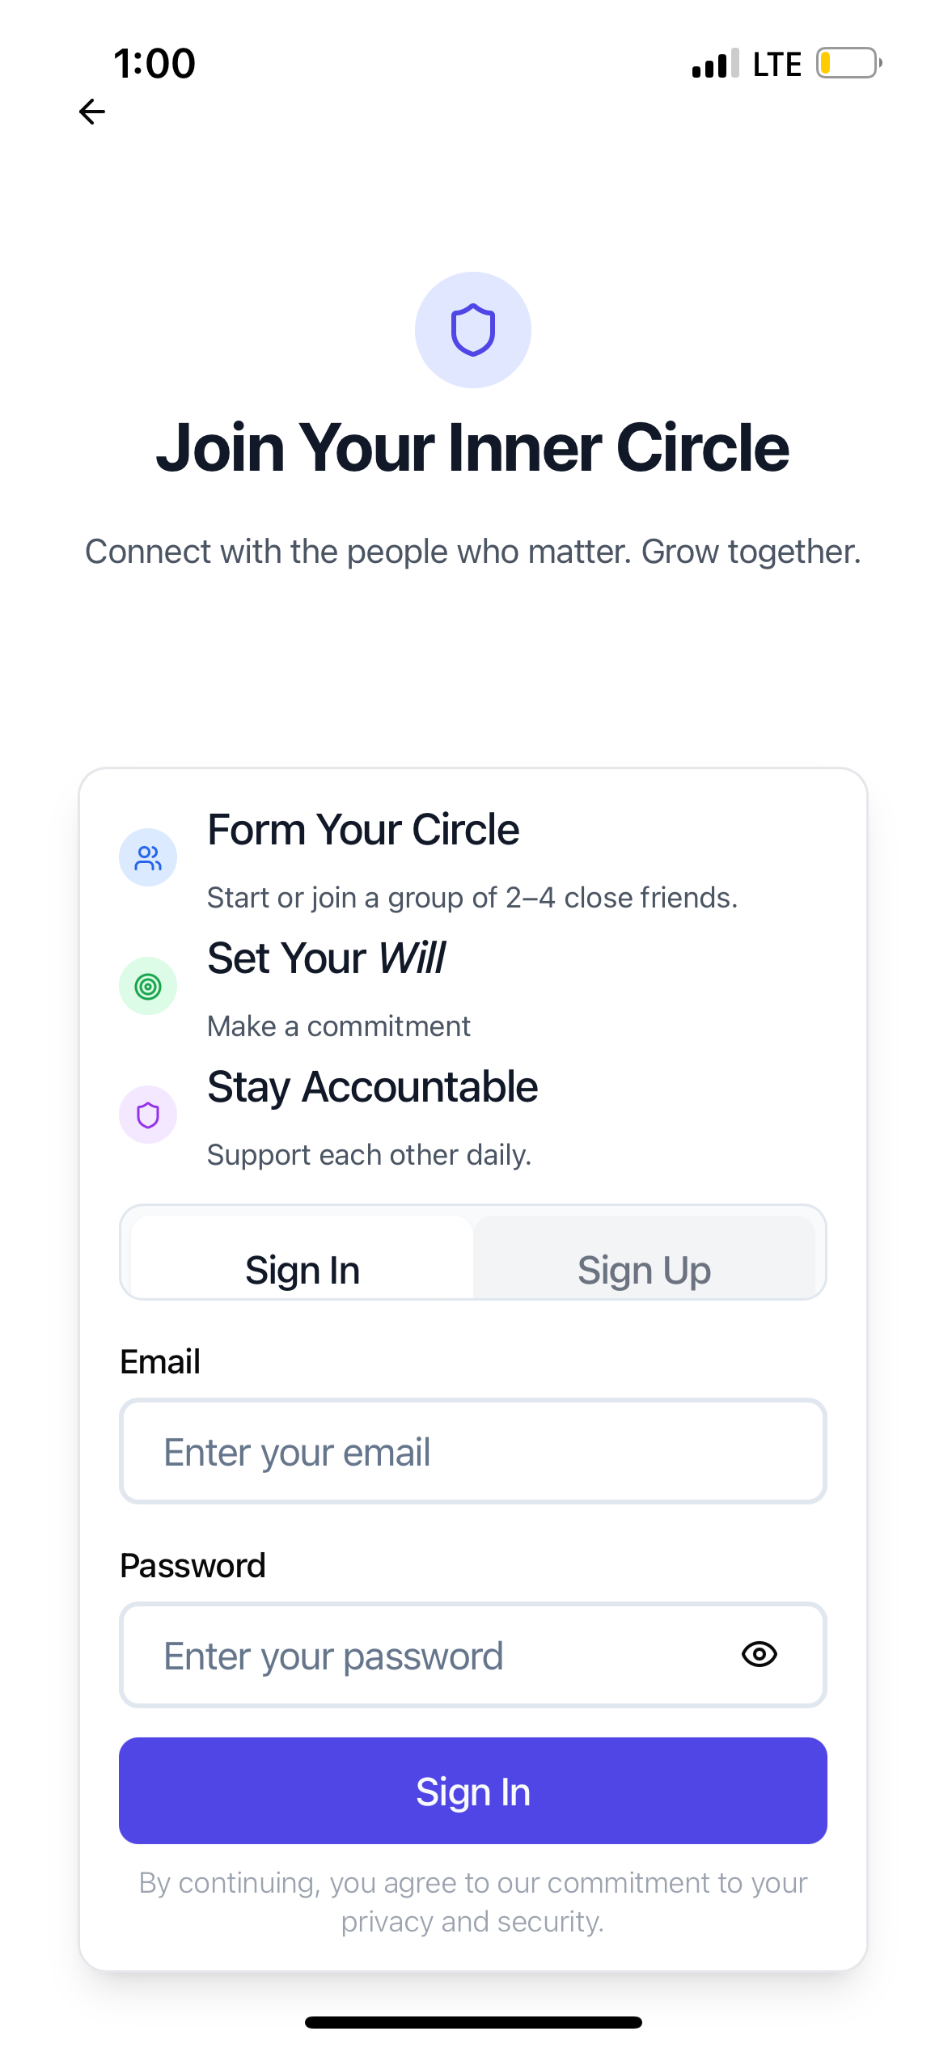 1:00
LTE
Join Your Inner Circle
Connect with the people who matter. Grow together.
Form Your Circle
Start or join a group of 2–4 close friends.
Set Your Will
Make a commitment
Stay Accountable
Support each other daily.
Sign In
Sign Up
Email
Enter your email
Password
Enter your password
Sign In
By continuing, you agree to our commitment to your
privacy and security.